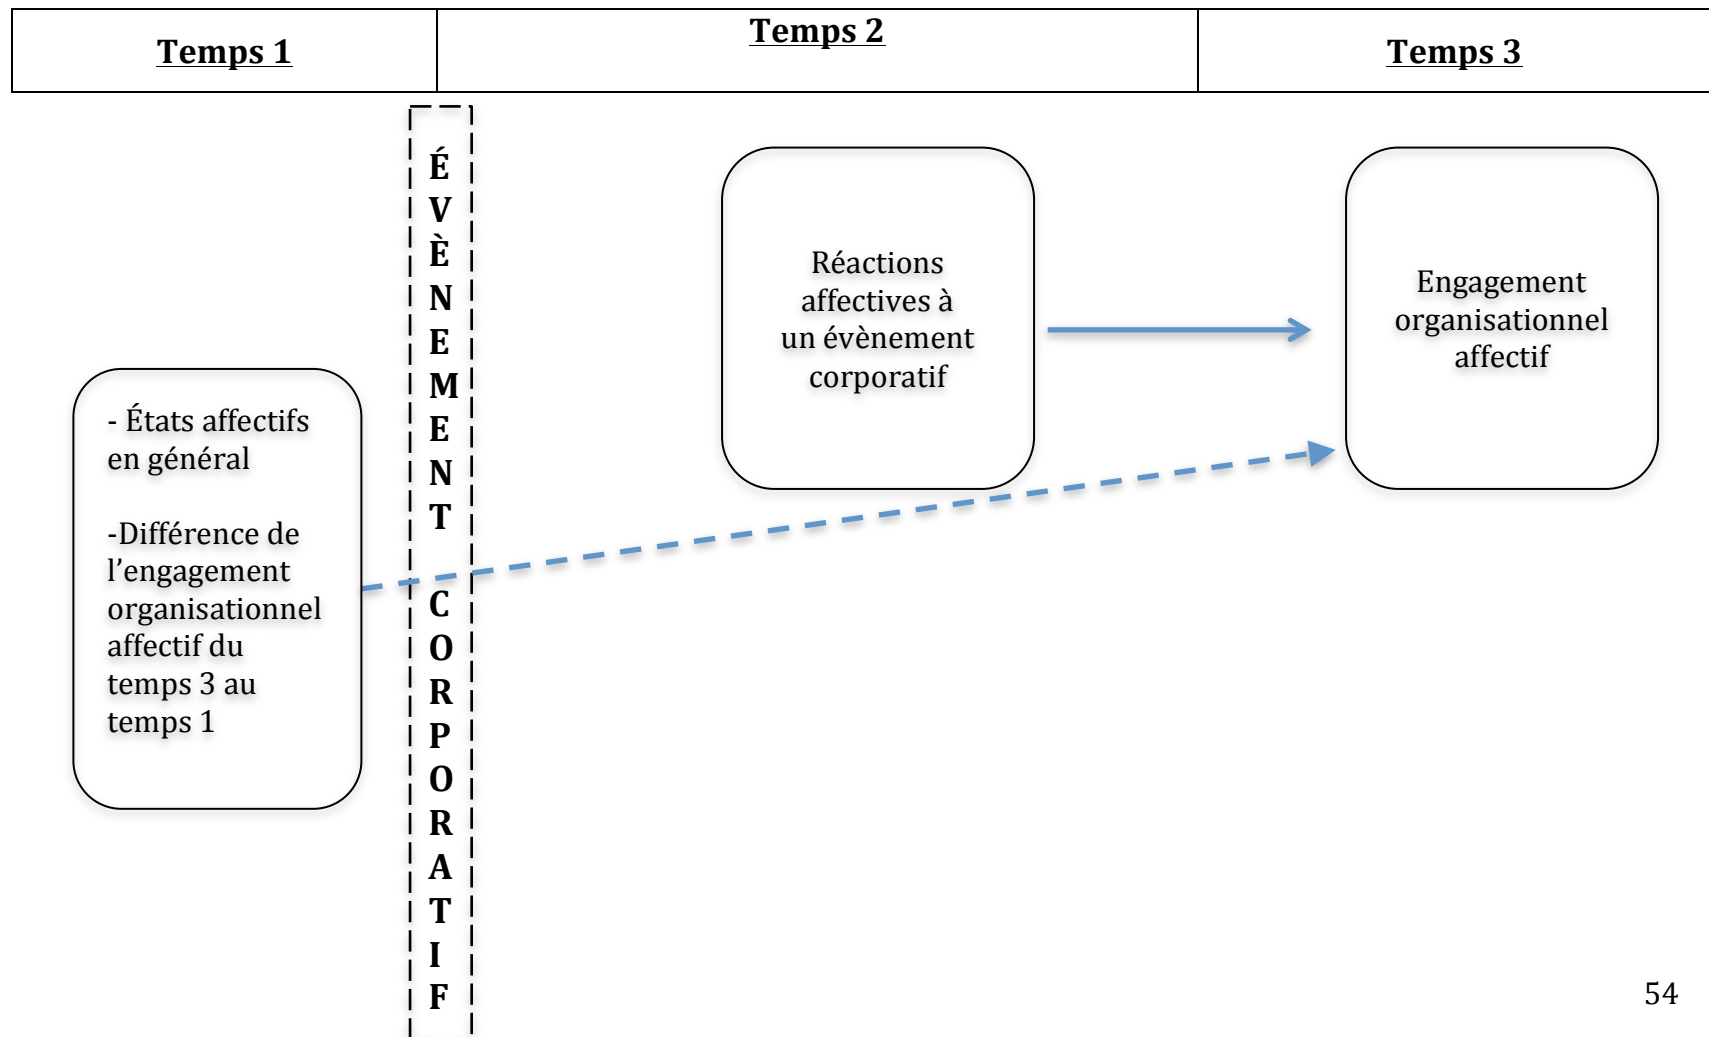 Temps 1
Temps 2
Temps 3
- États affectifs
en général
-Différence de
l’engagement
organisationnel
affectif du
temps 3 au
temps 1
É
V
È
N
E
M
E
N
T
C
O
R
P
O
R
A
T
I
F
Réactions
affectives à
un évènement
corporatif
Engagement
organisationnel
affectif
54